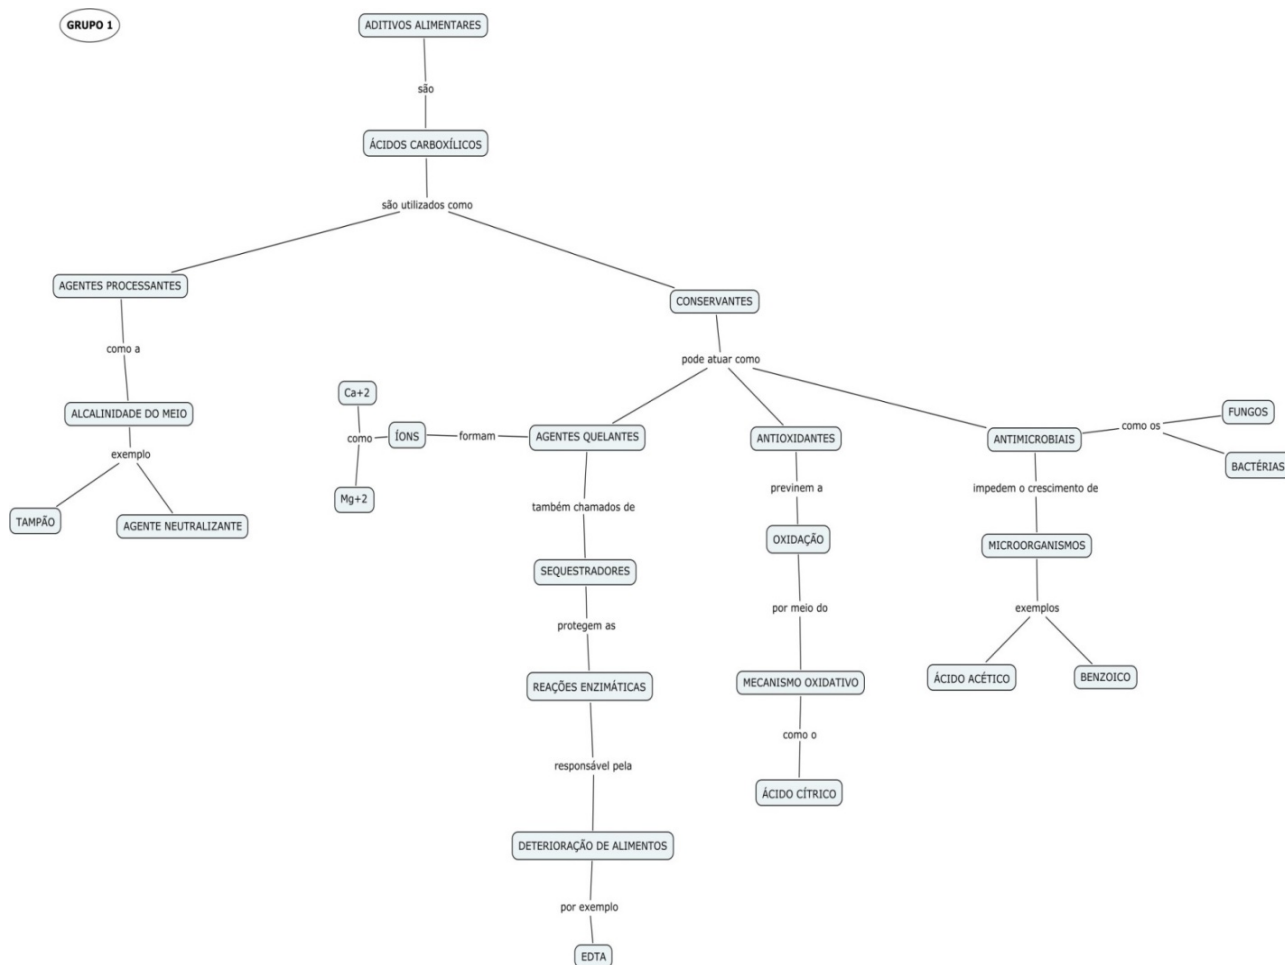 GRUPO 1
ADITIVOS ALIMENTARES
são
ÁCIDOS CARBOXÍLICOS
são utilizados como
AGENTES PROCESSANTES
CONSERVANTES
como a
pode atuar como
ALCALINIDADE DO MEIO
exemplo
TAMPÃO
AGENTE NEUTRALIZANTE
Ca+2
como
Mg+2
ÍONS
formam
AGENTES QUELANTES
também chamados de
SEQUESTRADORES
protegem as
REAÇÕES ENZIMÁTICAS
responsável pela
DETERIORAÇÃO DE ALIMENTOS
por exemplo
EDTA
ANTIOXIDANTES
previnem a
OXIDAÇÃO
por meio do
MECANISMO OXIDATIVO
como o
ÁCIDO CÍTRICO
ANTIMICROBIAIS
como os
FUNGOS
BACTÉRIAS
impedem o crescimento de
MICROORGANISMOS
exemplos
ÁCIDO ACÉTICO
BENZOICO